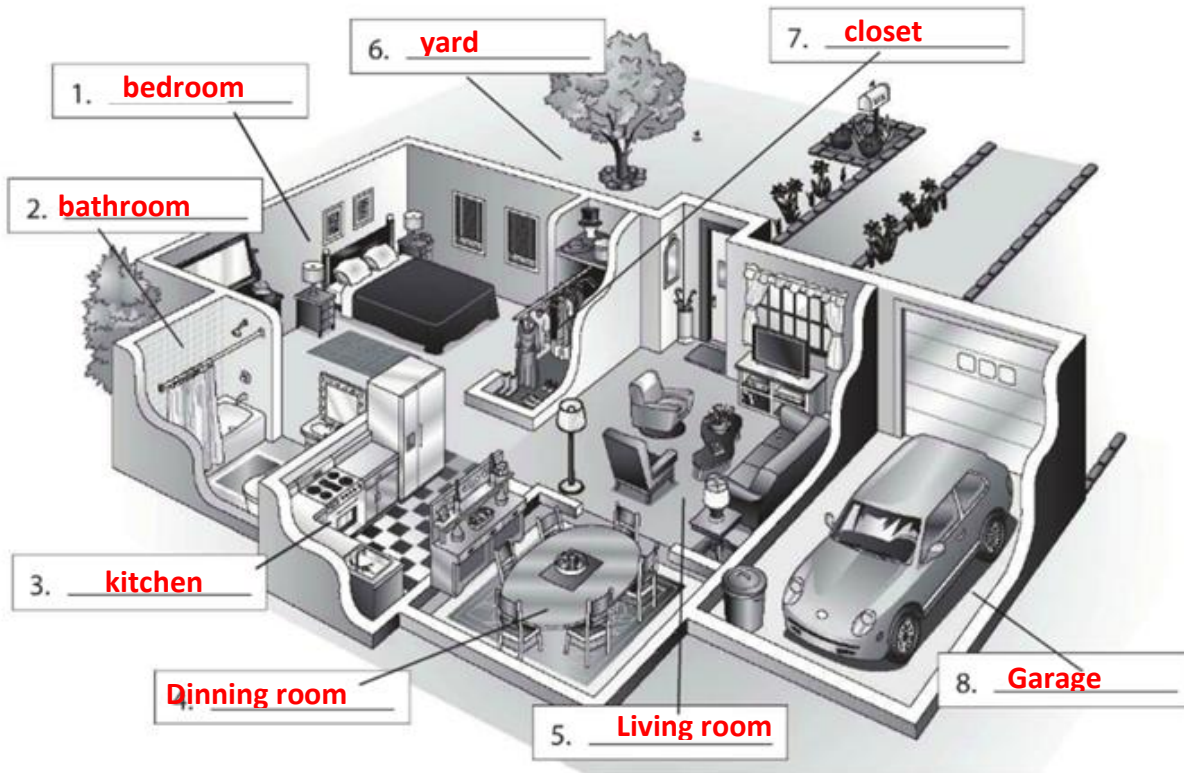 6. yard
7. closet
1. bedroom
2. bathroom
3. kitchen
4. Dinning room
5. Living room
8. Garage